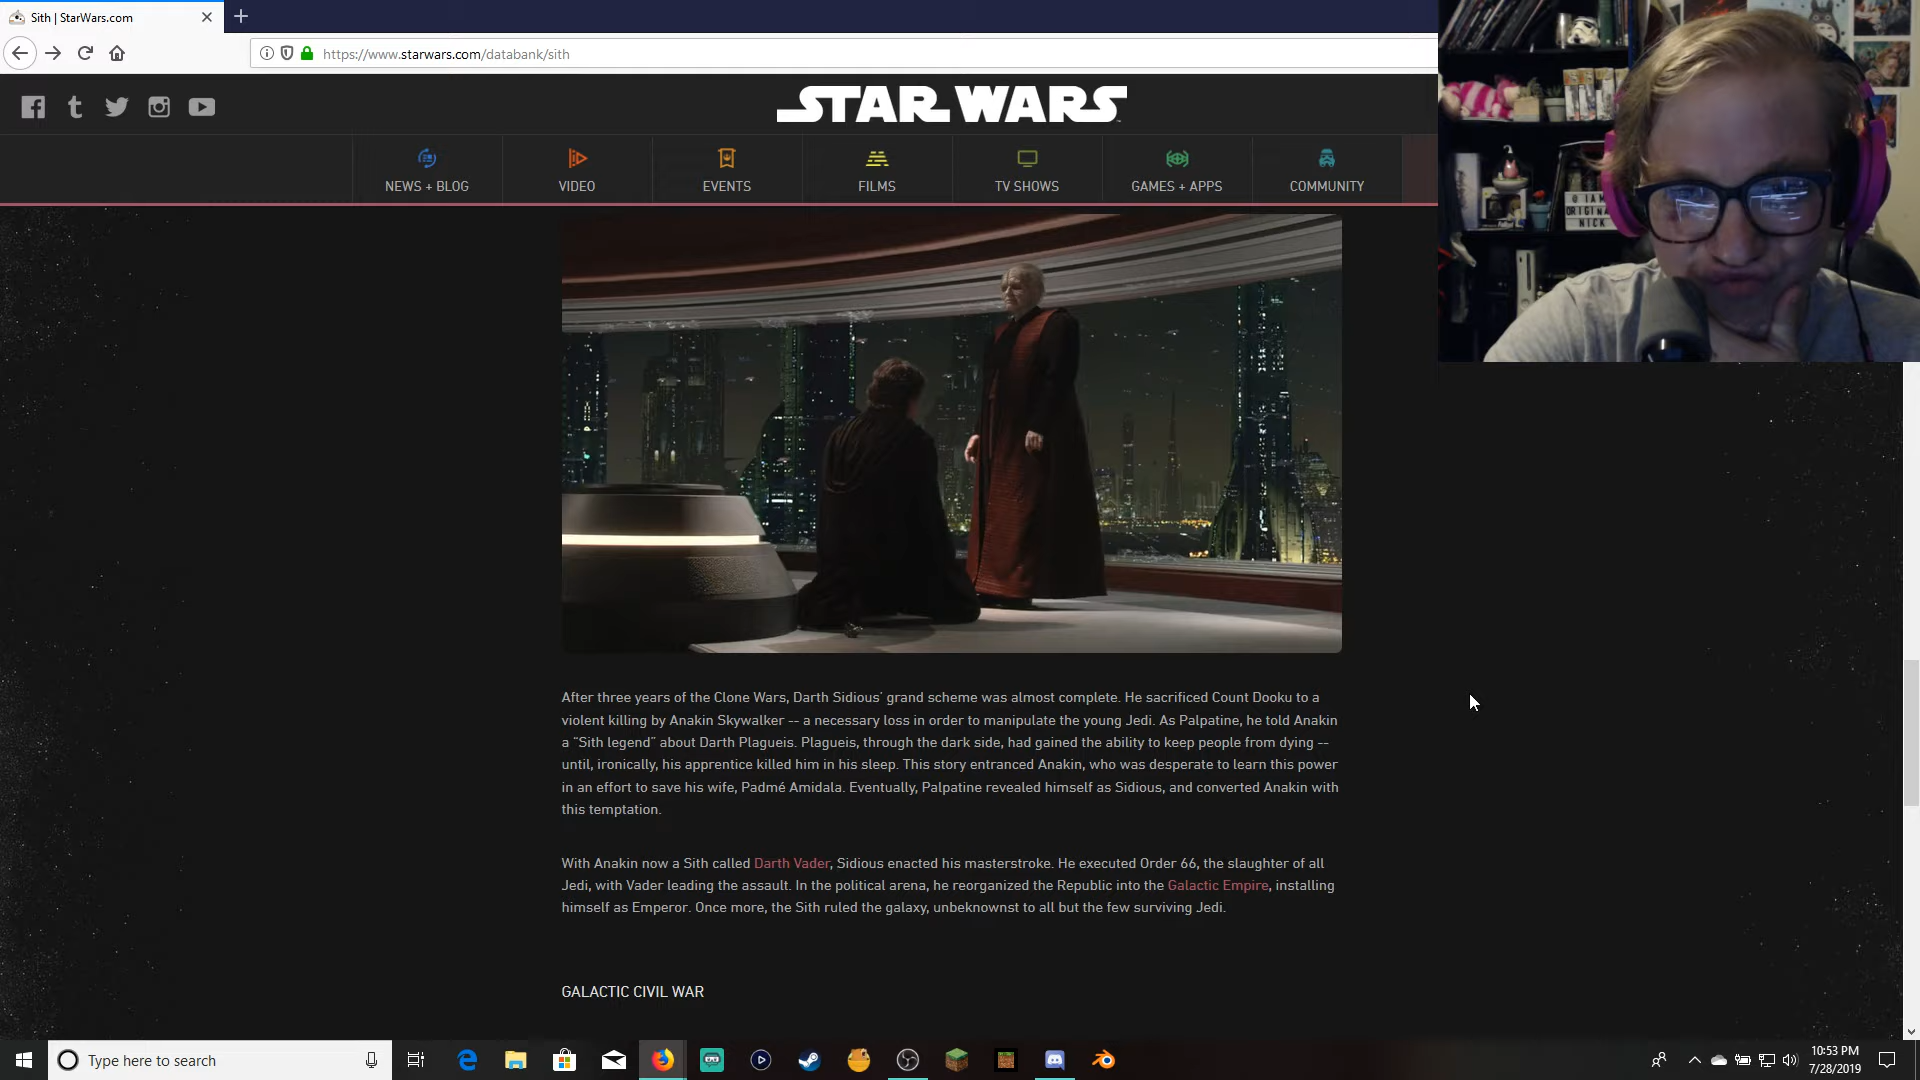 Sith | StarWars.com
https://www.starwars.com/databank/sith
STAR WARS
NEWS + BLOG
VIDEO
EVENTS
FILMS
TV SHOWS
GAMES + APPS
COMMUNITY
@ IAM
ORIGINA
NICK
After three years of the Clone Wars, Darth Sidious' grand scheme was almost complete. He sacrificed Count Dooku to a
violent killing by Anakin Skywalker -- a necessary loss in order to manipulate the young Jedi. As Palpatine, he told Anakin
a "Sith legend" about Darth Plagueis. Plagueis, through the dark side, had gained the ability to keep people from dying --
until, ironically, his apprentice killed him in his sleep. This story entranced Anakin, who was desperate to learn this power
in an effort to save his wife, Padmé Amidala. Eventually, Palpatine revealed himself as Sidious, and converted Anakin with
this temptation.
With Anakin now a Sith called Darth Vader, Sidious enacted his masterstroke. He executed Order 66, the slaughter of all
Jedi, with Vader leading the assault. In the political arena, he reorganized the Republic into the Galactic Empire, installing
himself as Emperor. Once more, the Sith ruled the galaxy, unbeknownst to all but the few surviving Jedi.
GALACTIC CIVIL WAR
Type here to search
10:53 PM
7/28/2019